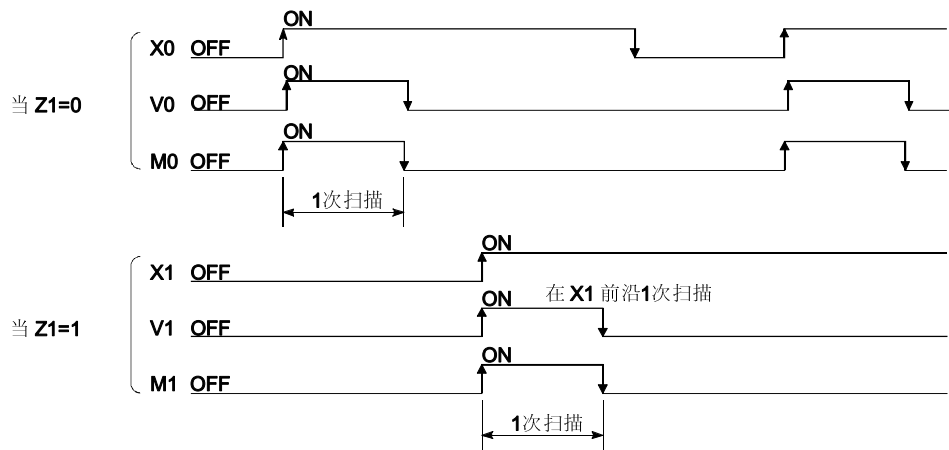 ON
X0 OFF
ON
当 Z1=0
V0 OFF
ON
M0 OFF
1次扫描
ON
X1 OFF
ON
在 X1 前沿1次扫描
当 Z1=1
V1 OFF
ON
M1 OFF
1次扫描